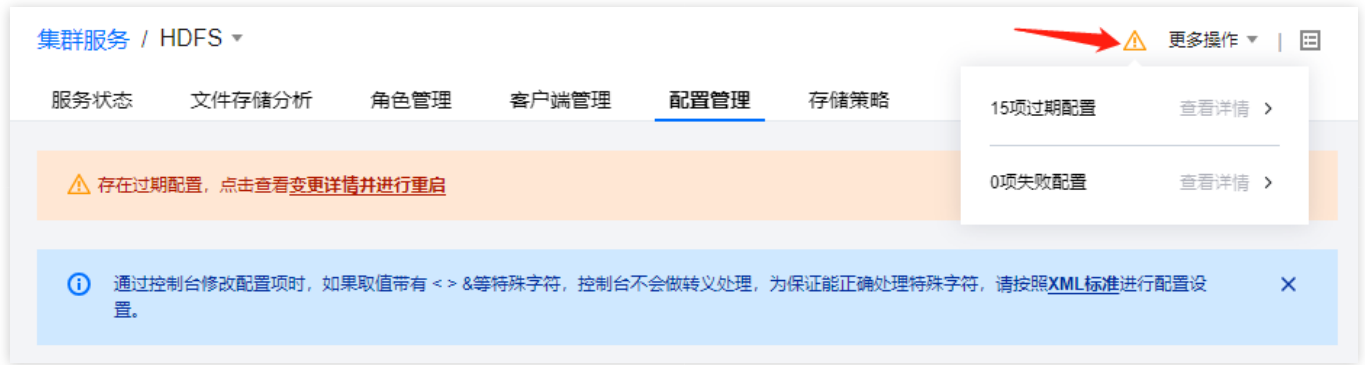 集群服务 / HDFS
更多操作 |
服务状态 文件存储分析 角色管理 客户端管理 配置管理 存储策略
15项过期配置 查看详情 >
0项失败配置 查看详情 >
存在过期配置，点击查看变更详情并进行重启
通过控制台修改配置项时，如果取值带有 < > &等特殊字符，控制台不会做转义处理，为保证能正确处理特殊字符，请按照XML标准进行配置设
置。